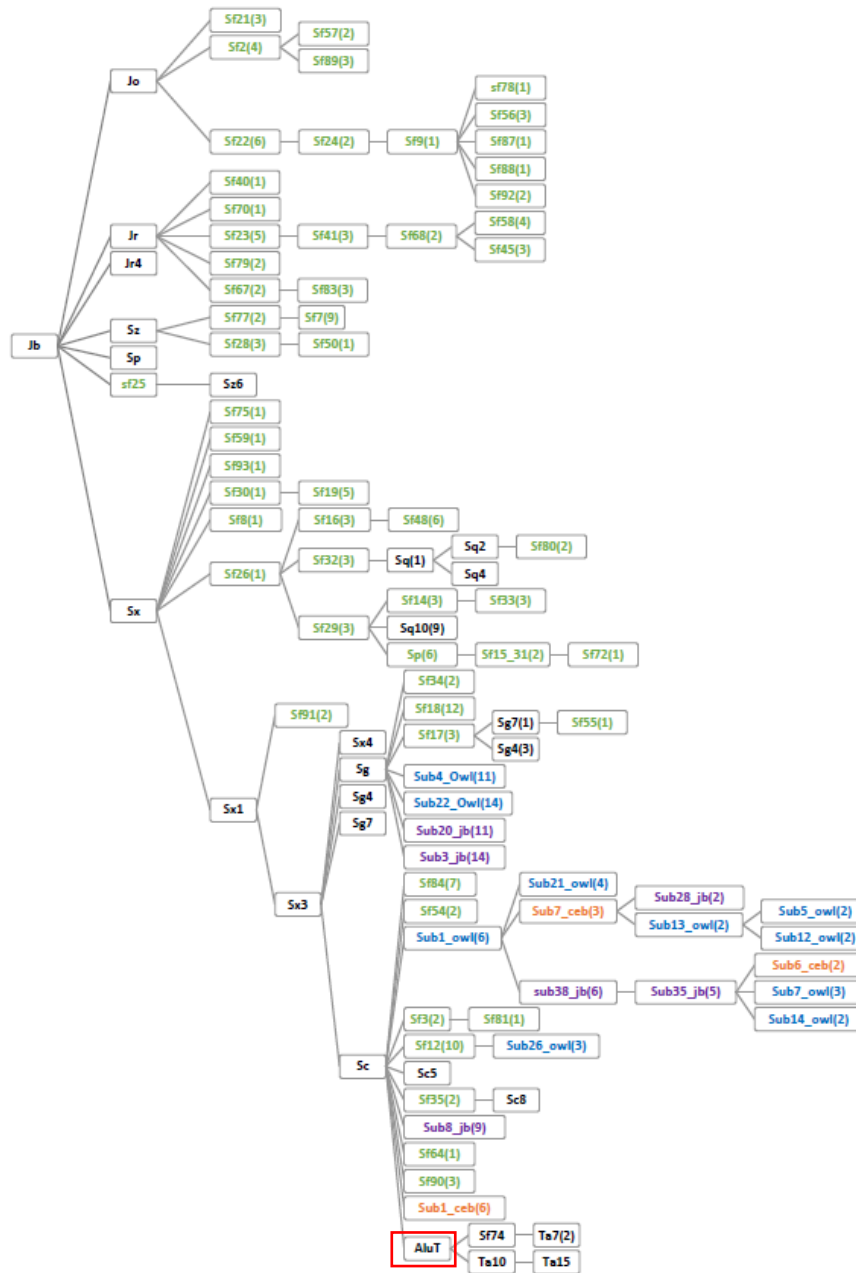 Sf21(3)
Sf57(2)
Sf2(4)
Sf89(3)
Jo
sf78(1)
Sf56(3)
Sf22(6) Sf24(2) Sf9(1) Sf87(1)
Sf88(1)
Sf40(1) Sf92(2)
Sf70(1) Sf58(4)
Jr Sf23(5) Sf41(3) Sf68(2)
Sf45(3)
Jr4 Sf79(2)
Sf67(2) Sf83(3)
Sz Sf77(2) Sf7(9)
Jb Sf28(3) Sf50(1)
Sp
sf25 Sz6
Sf75(1)
Sf59(1)
Sf93(1)
Sf30(1) Sf19(5)
Sf8(1) Sf16(3) Sf48(6)
Sq2 Sf80(2)
Sf26(1) Sf32(3) Sq(1)
Sq4
Sx Sf14(3) Sf33(3)
Sf29(3) Sq10(9)
Sp(6) Sf15_31(2) Sf72(1)
Sf34(2)
Sf91(2) Sf18(12)
Sg7(1) Sf55(1)
Sx4 Sf17(3)
Sg4(3)
Sg Sub4_Owl(11)
Sg4 Sub22_Owl(14)
Sx1
Sg7 Sub20_jb(11)
Sub3_jb(14)
Sf84(7) Sub21_owl(4)
Sx3 Sub28_jb(2)
Sf54(2) Sub7_ceb(3) Sub5_owl(2)
Sub13_owl(2)
Sub1_owl(6) Sub12_owl(2)
Sub6_ceb(2)
sub38_jb(6) Sub35_jb(5) Sub7_owl(3)
Sub14_owl(2)
Sf3(2) Sf81(1)
Sf12(10) Sub26_owl(3)
Sc Sc5
Sf35(2) Sc8
Sub8_jb(9)
Sf64(1)
Sf90(3)
Sub1_ceb(6)
Sf74 Ta7(2)
AluT
Ta10 Ta15